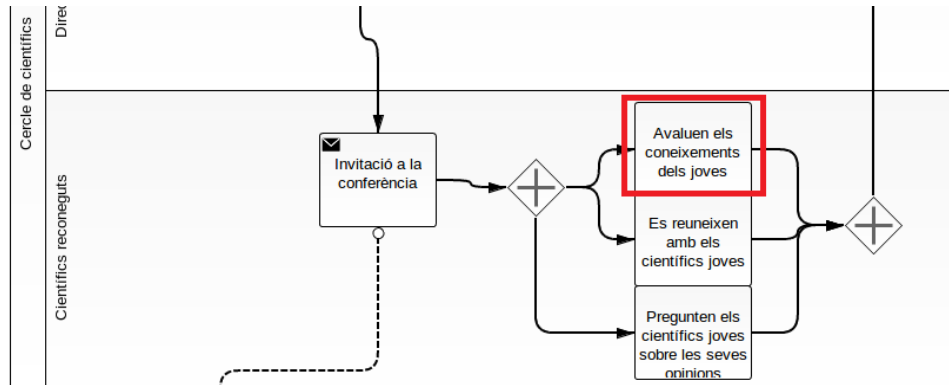 Cercle de científics
Direc
Científics reconeguts
Invitació a la
conferència
Avaluen els
coneixements
dels joves
Es reuneixen
amb els
científics joves
Pregunten els
científics joves
sobre les seves
opinions